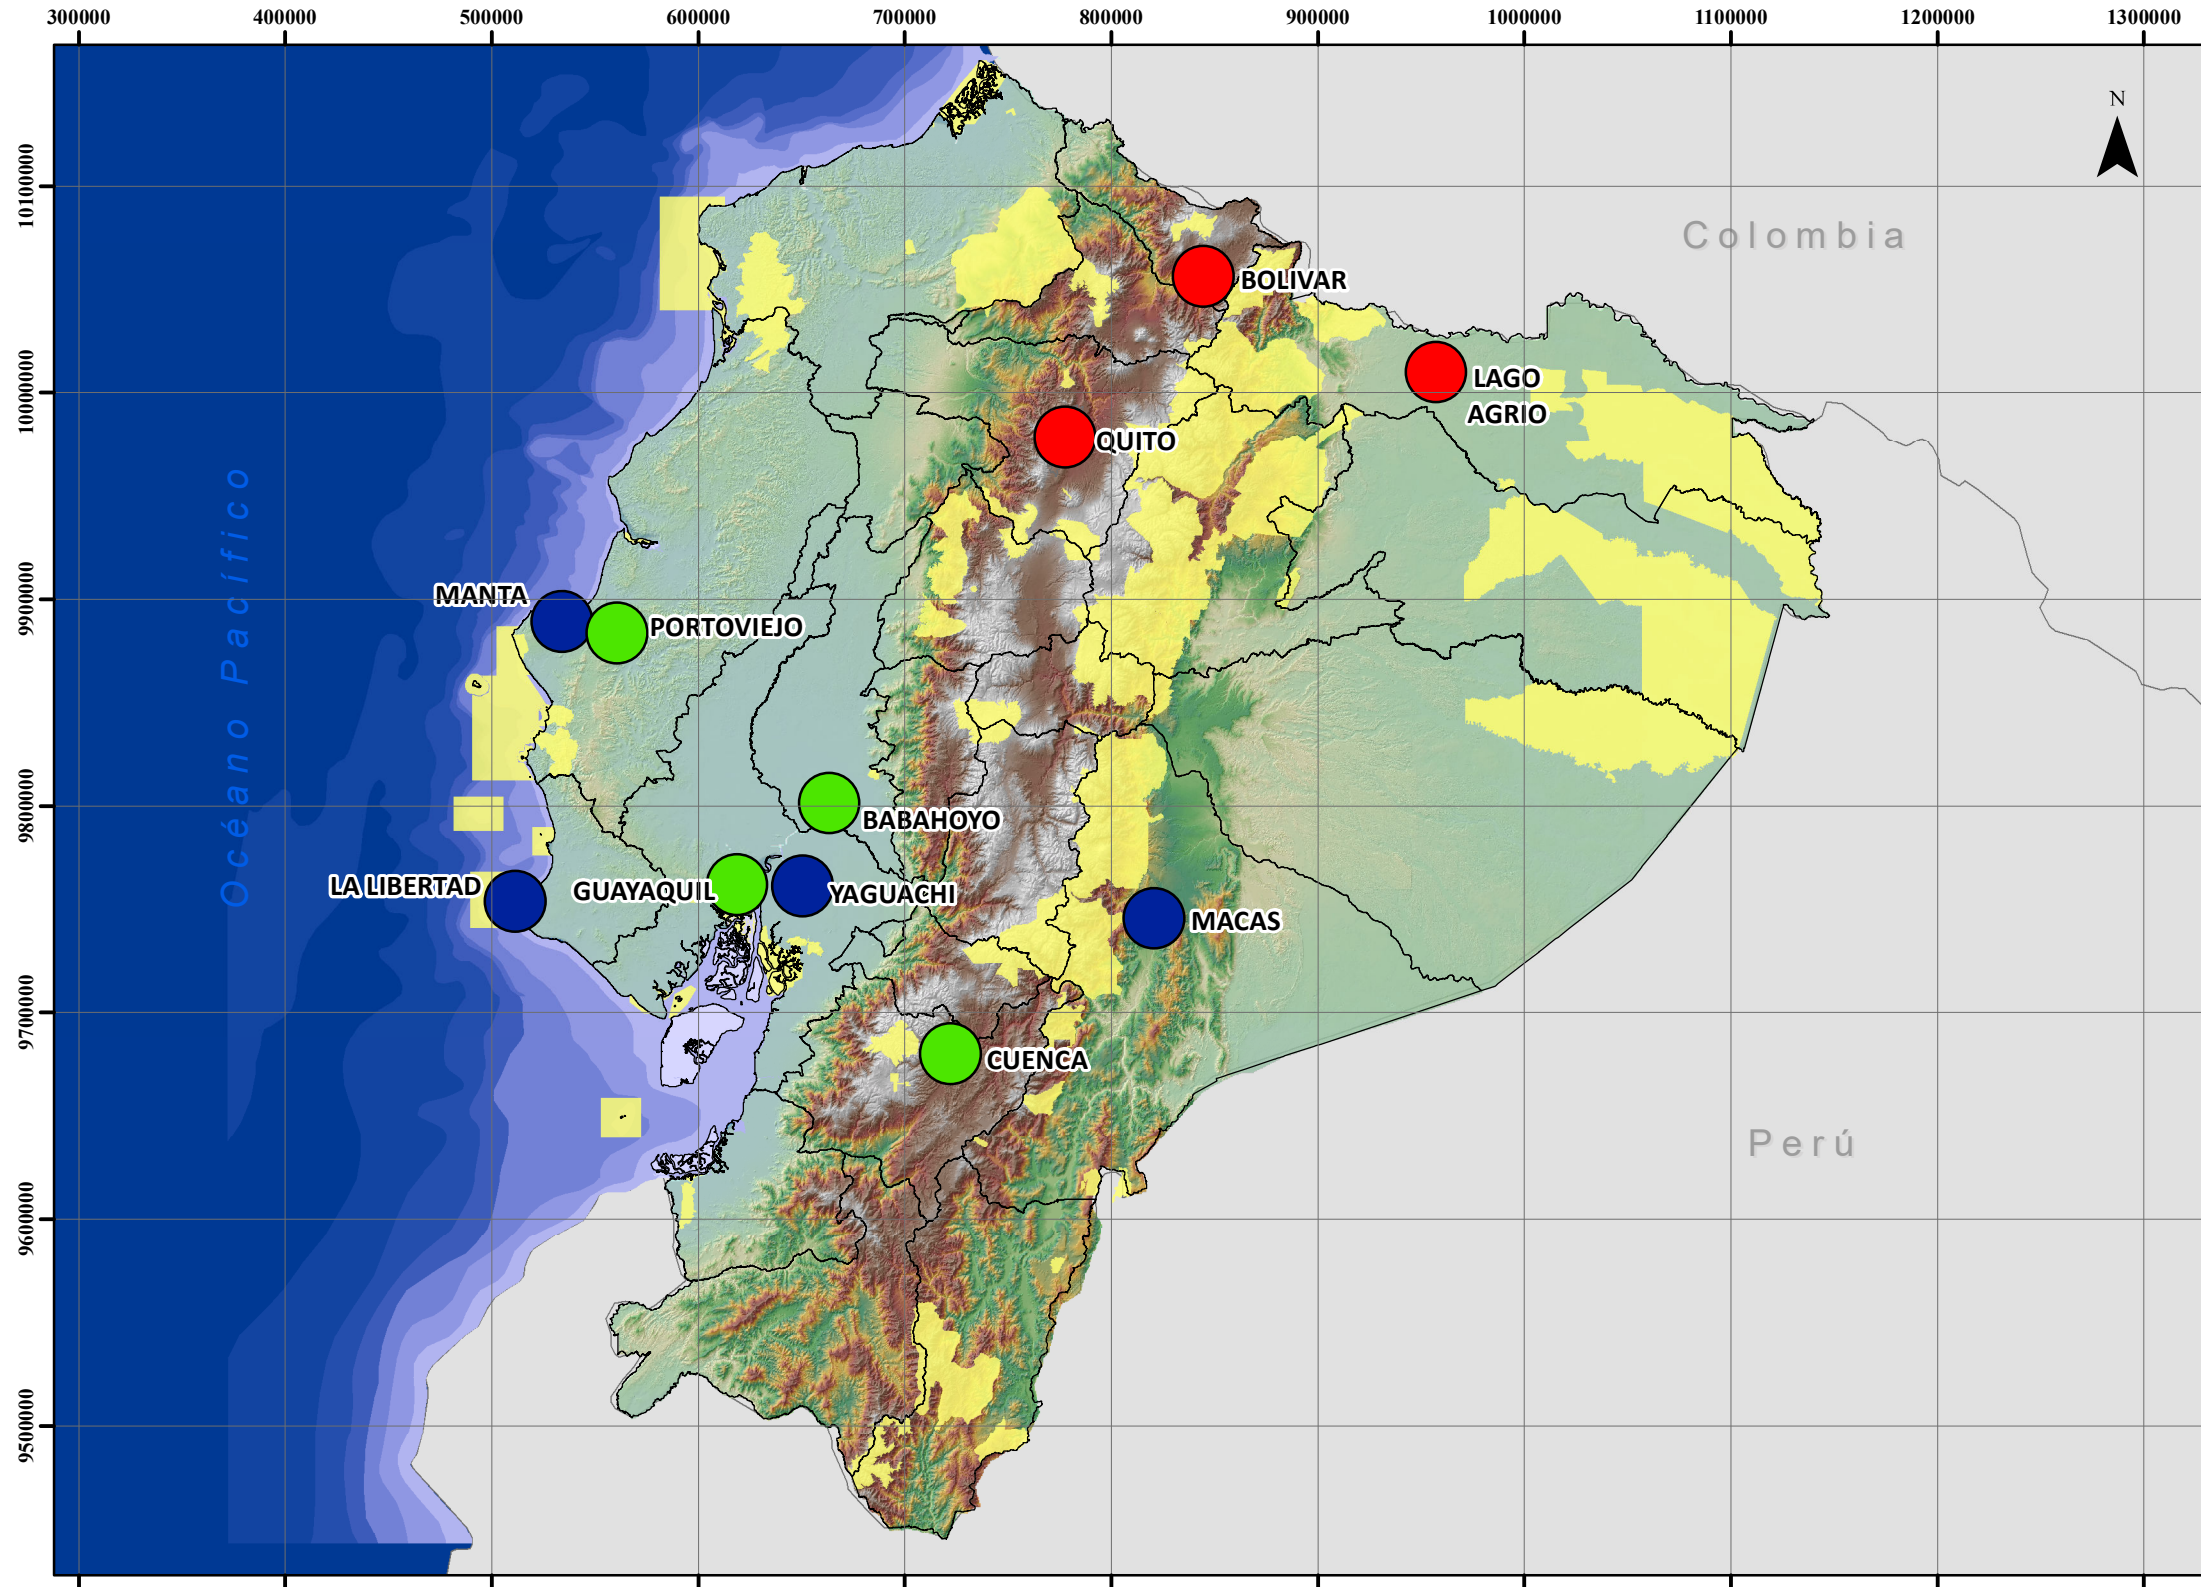 300000 400000 500000 600000 700000 800000 900000 1000000 1100000 1200000 1300000
N
10100000
Colombia
BOLIVAR
10000000
LAGO
AGRIO
QUITO
Océano Pacífico
9900000
MANTA
PORTOVIEJO
9800000
BABAHOYO
LA LIBERTAD
GUAYAQUIL
YAGUACHI
MACAS
9700000
CUENCA
Perú
9600000
9500000